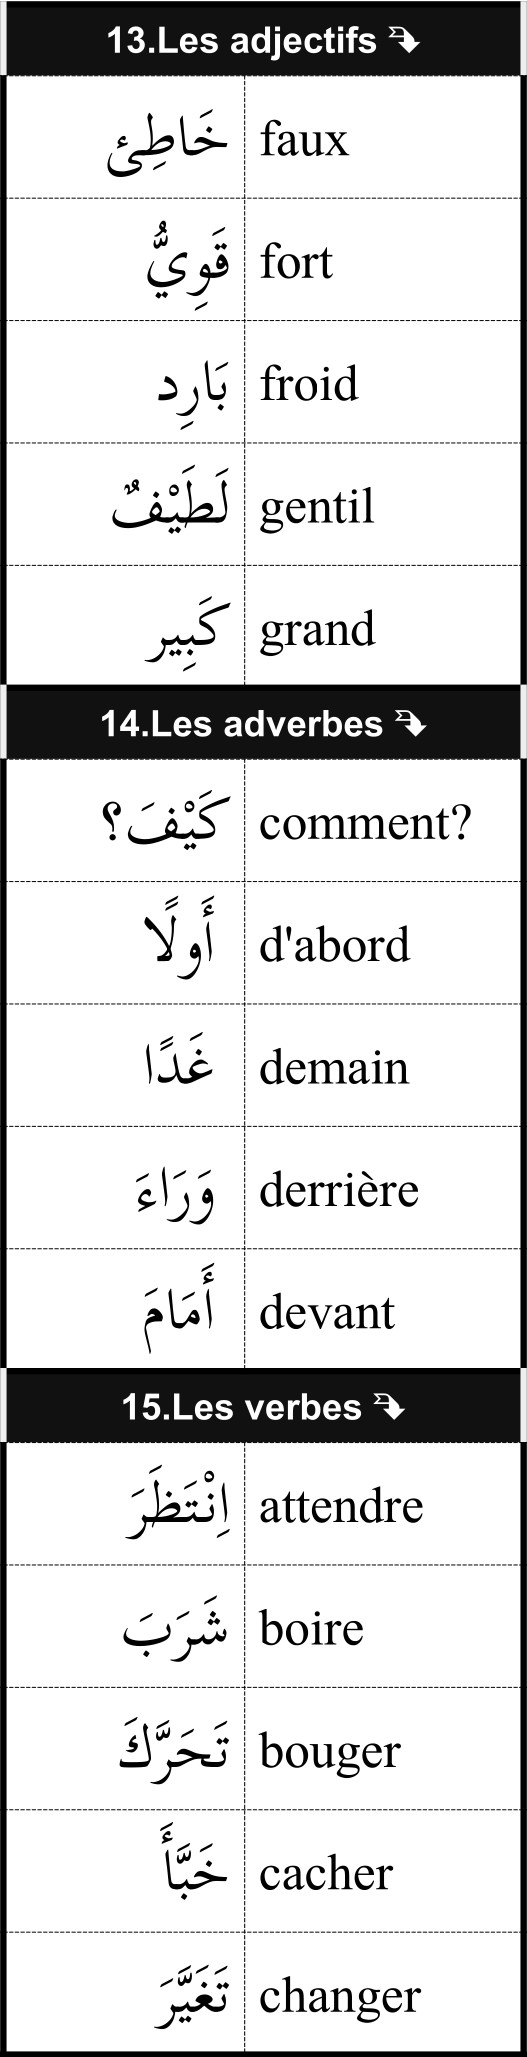 13.Les adjectifs
خَاطِئ faux
قَوِيٌّ fort
بَارِد froid
لَطَيْفٌ gentil
كَبِير grand
14.Les adverbes
كَيْفَ؟ comment?
أَولًا d'abord
غَدًا demain
وَرَاءَ derrière
أَمَامَ devant
15.Les verbes
اِنْتَظَرَ attendre
شَرَبَ boire
تَحَرَّكَ bouger
خَبَّأَ cacher
تَغَيَّرَ changer